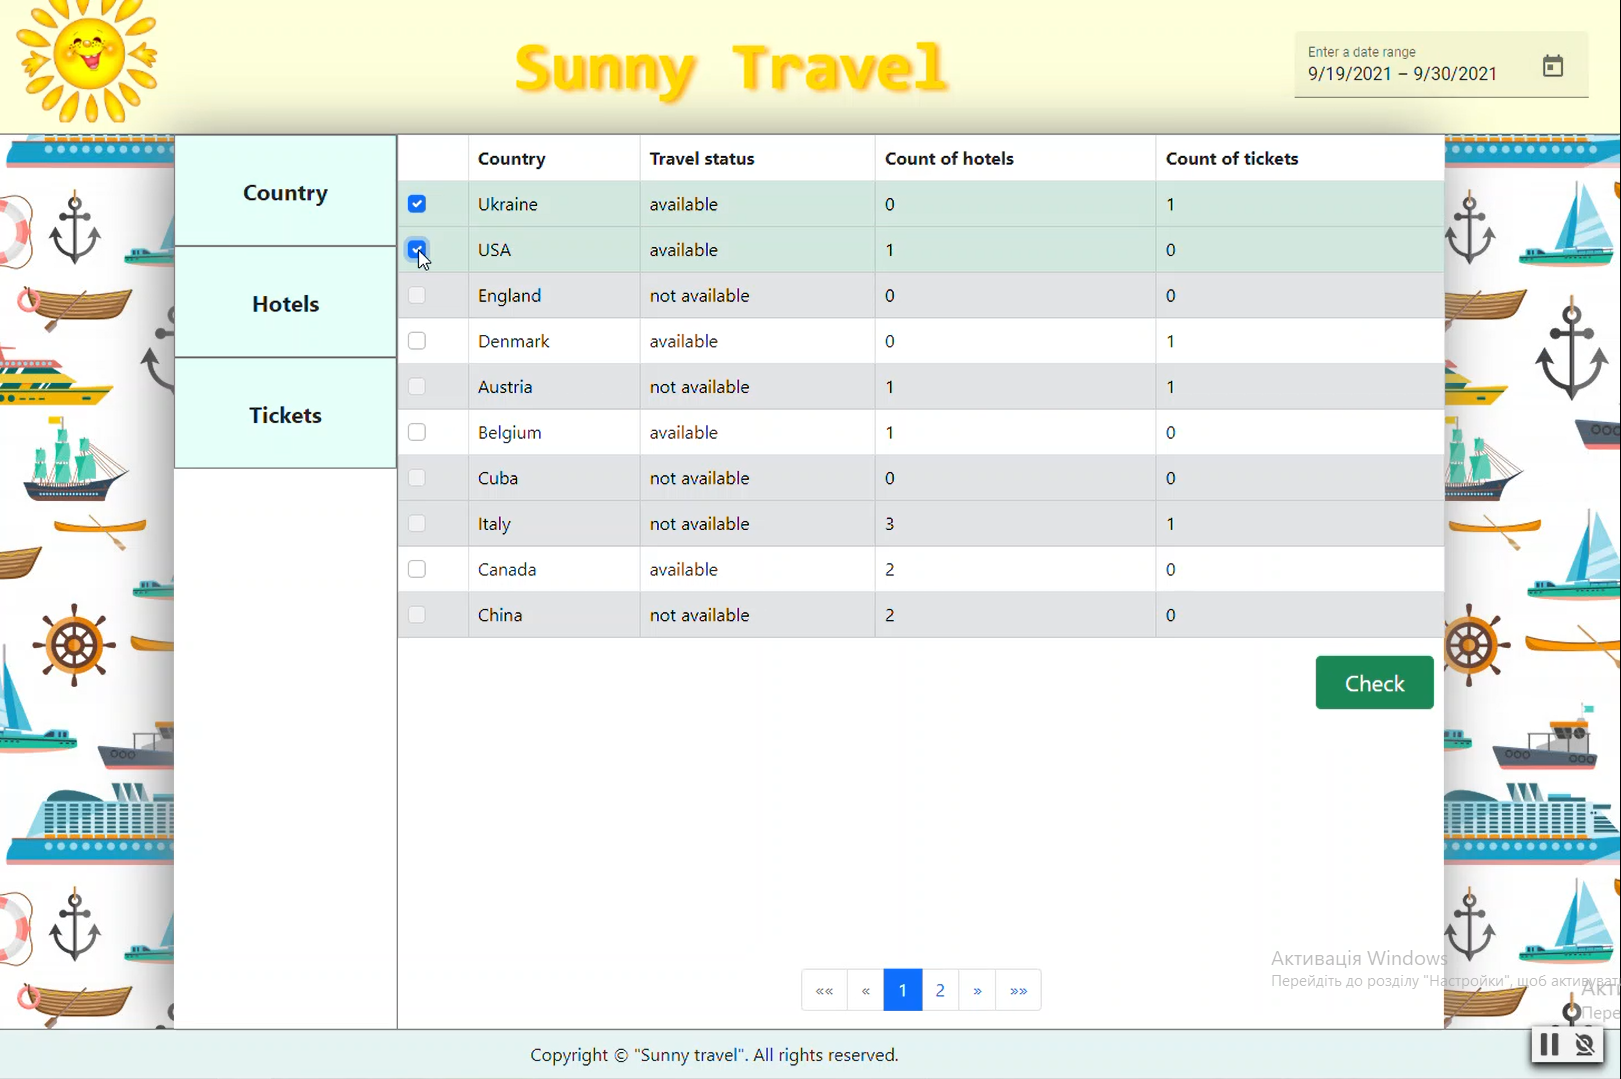 Sunny Travel
Enter a date range
9/19/2021 – 9/30/2021
Country
Hotels
Tickets
Country Travel status Count of hotels Count of tickets
Ukraine available 0 1
USA available 1 0
England not available 0 0
Denmark available 0 1
Austria not available 1 1
Belgium available 1 0
Cuba not available 0 0
Italy not available 3 1
Canada available 2 0
China not available 2 0
Check
«« « 1 2 » »»
Активація Windows
Перейдіть до розділу "Настройки", щоб активуват
Акти
Пере
Copyright © "Sunny travel". All rights reserved.